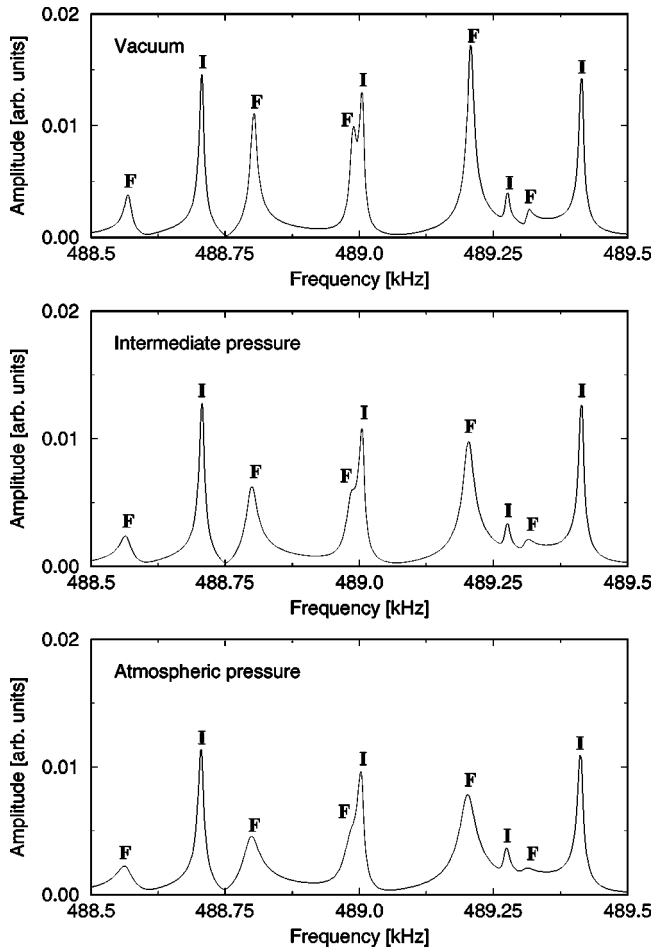 0.02
Vacuum
F
I
I
I
F
F
0.01
F
I
F
0.00
488.5
488.75
489.0
489.25
489.5
Frequency [kHz]
Amplitude [arb. units]
0.02
Intermediate pressure
I
I
I
F
0.01
F
F
I
F
F
0.00
488.5
488.75
489.0
489.25
489.5
Frequency [kHz]
Amplitude [arb. units]
0.02
Atmospheric pressure
I
I
I
0.01
F
F
F
I
F
F
0.00
488.5
488.75
489.0
489.25
489.5
Frequency [kHz]
Amplitude [arb. units]